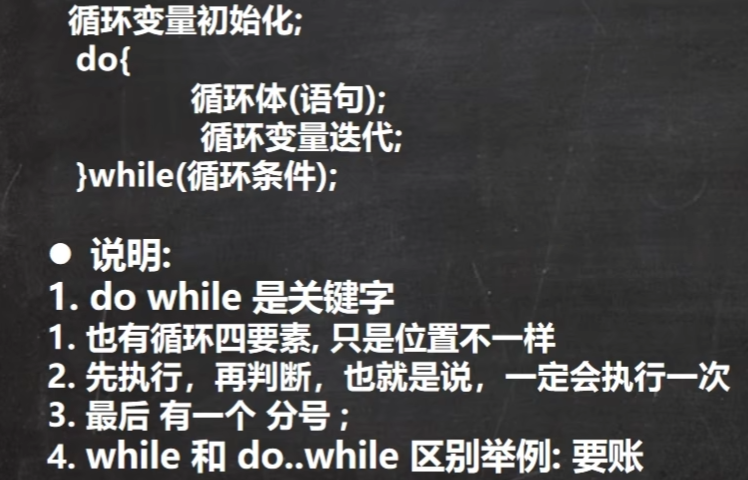 循环变量初始化;
do{
循环体(语句);
循环变量迭代;
}while(循环条件);
● 说明:
1. do while 是关键字
1. 也有循环四要素, 只是位置不一样
2. 先执行，再判断，也就是说，一定会执行一次
3. 最后 有一个 分号 ;
4. while 和 do..while 区别举例: 要账